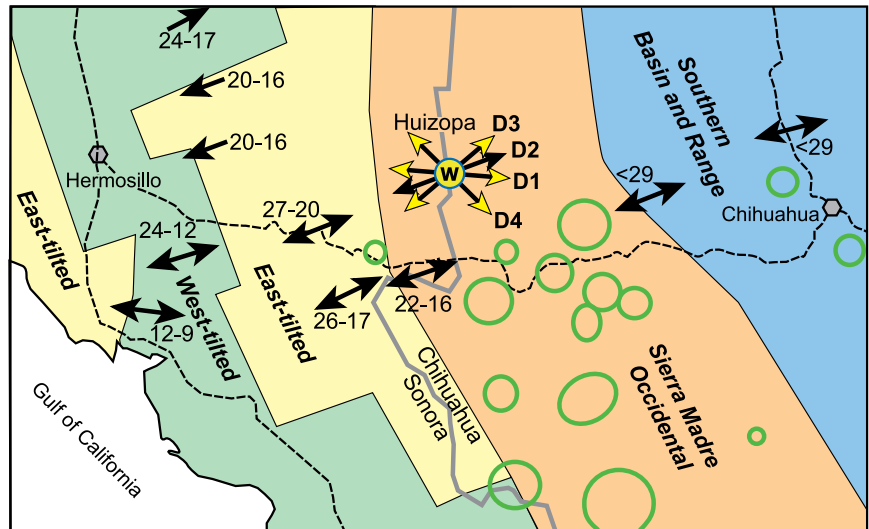 24-17
20-16
20-16
Hermosillo
East-tilted
24-12
12-9
West-tilted
27-20
East-tilted
26-17
22-16
Gulf of California
Chihuahua
Sonora
Huizopa
W
D3
D2
D1
D4
Southern
Basin and Range
<29
<29
Chihuahua
Sierra Madre
Occidental